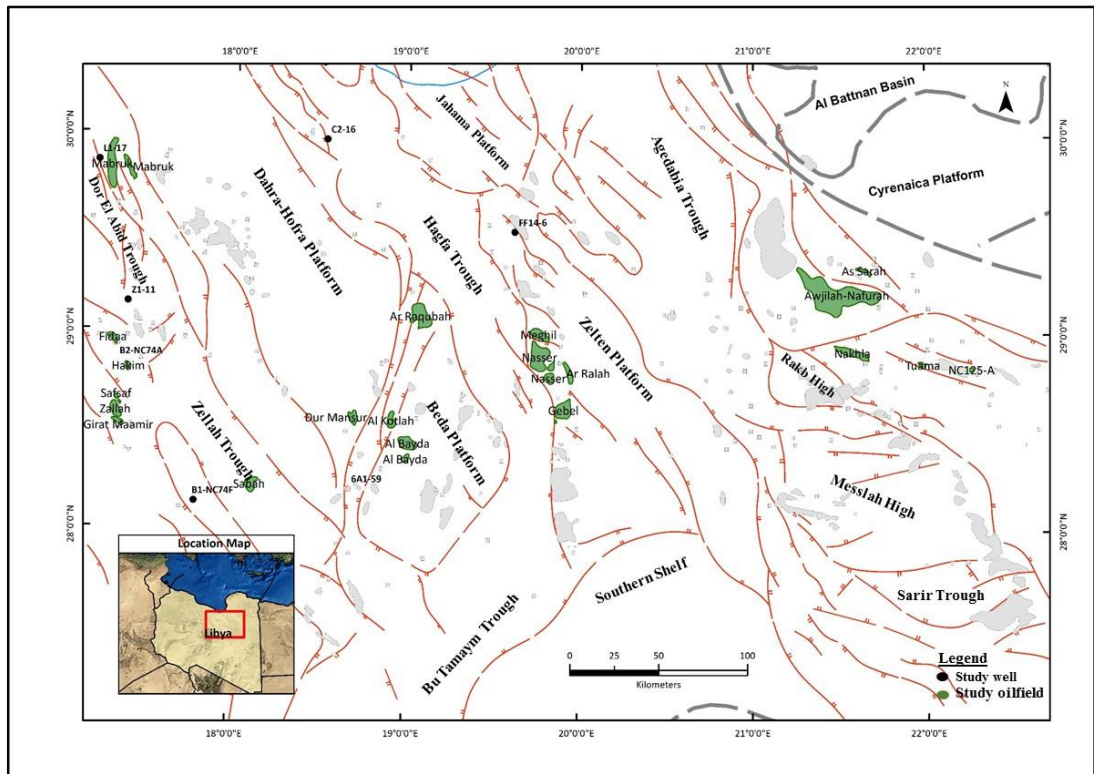 18°0'0"E
19°0'0"E
20°0'0"E
21°0'0"E
22°0'0"E
N
Al Battnan Basin
Cyrenaica Platform
30°0'0"N
30°0'0"N
C2-16
L1-17
Mabruk
Mabruk
Jahama Platform
Agedabia Trough
Dor El Abid Trough
Dahra-Hofra Platform
Hagfa Trough
FF14-6
Z1-11
As Sarah
Awjilah-Nafurah
29°0'0"N
29°0'0"N
Ar Raqubah
Fidaa
B2-NC74A
Hakim
Meghil
Nasser
Nasser
Ar Ralah
Zelten Platform
Nakhla
Tuama
NC125-A
Rakb High
Safsaf
Zallah
Girat Maamir
Gebel
Zellah Trough
Dur Mansur
Al Kotlah
Al Bayda
Al Bayda
Beda Platform
Sabah
6A1-59
B1-NC74F
Messlah High
28°0'0"N
28°0'0"N
Location Map
Libya
Southern Shelf
Bu Tamaym Trough
Sarir Trough
0
50
100
Kilometers
Legend
Study well
Study oilfield
18°0'0"E
19°0'0"E
20°0'0"E
21°0'0"E
22°0'0"E